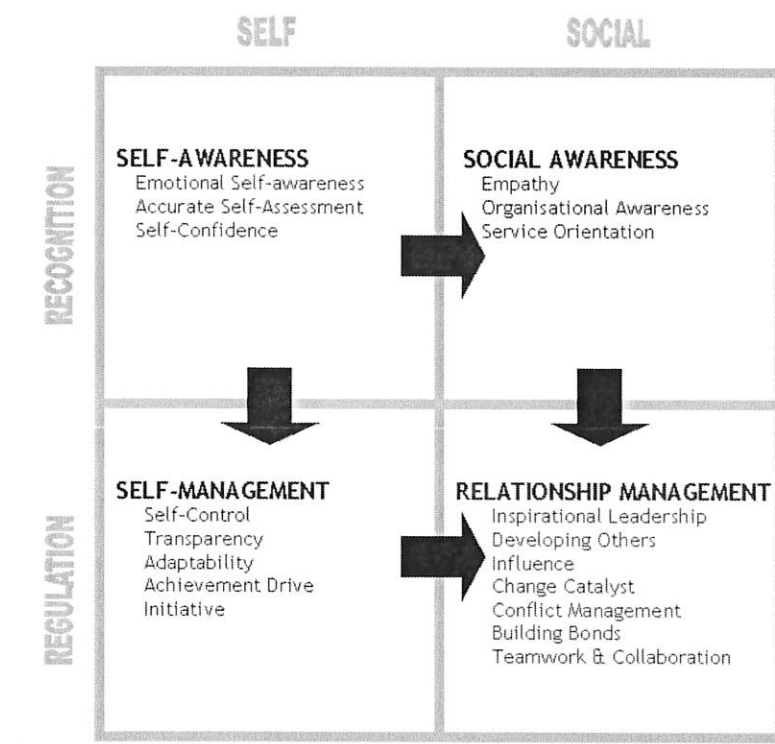 SELF
SOCIAL
RECOGNITION
SELF-AWARENESS
Emotional Self-awareness
Accurate Self-Assessment
Self-Confidence
SOCIAL AWARENESS
Empathy
Organisational Awareness
Service Orientation
REGULATION
SELF-MANAGEMENT
Self-Control
Transparency
Adaptability
Achievement Drive
Initiative
RELATIONSHIP MANAGEMENT
Inspirational Leadership
Developing Others
Influence
Change Catalyst
Conflict Management
Building Bonds
Teamwork & Collaboration